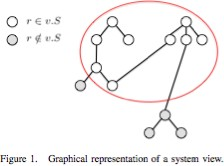 r ∈ v.S
r ∉ v.S
Figure 1. Graphical representation of a system view.